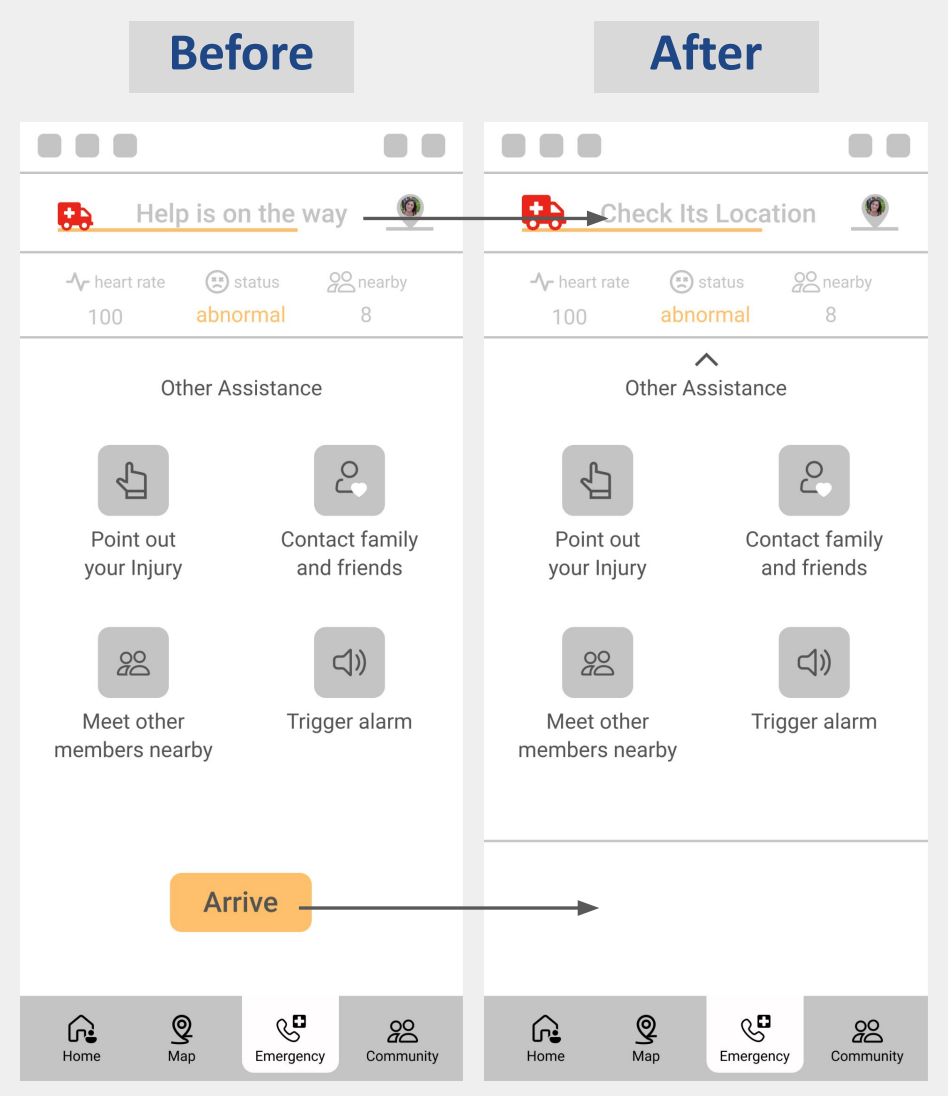 Before
After
Help is on the way
heart rate
status
nearby
100
abnormal
8
Other Assistance
Point out
your Injury
Contact family
and friends
Meet other
members nearby
Trigger alarm
Arrive
Home
Map
Emergency
Community
Check Its Location
heart rate
status
nearby
100
abnormal
8
Other Assistance
Point out
your Injury
Contact family
and friends
Meet other
members nearby
Trigger alarm
Home
Map
Emergency
Community